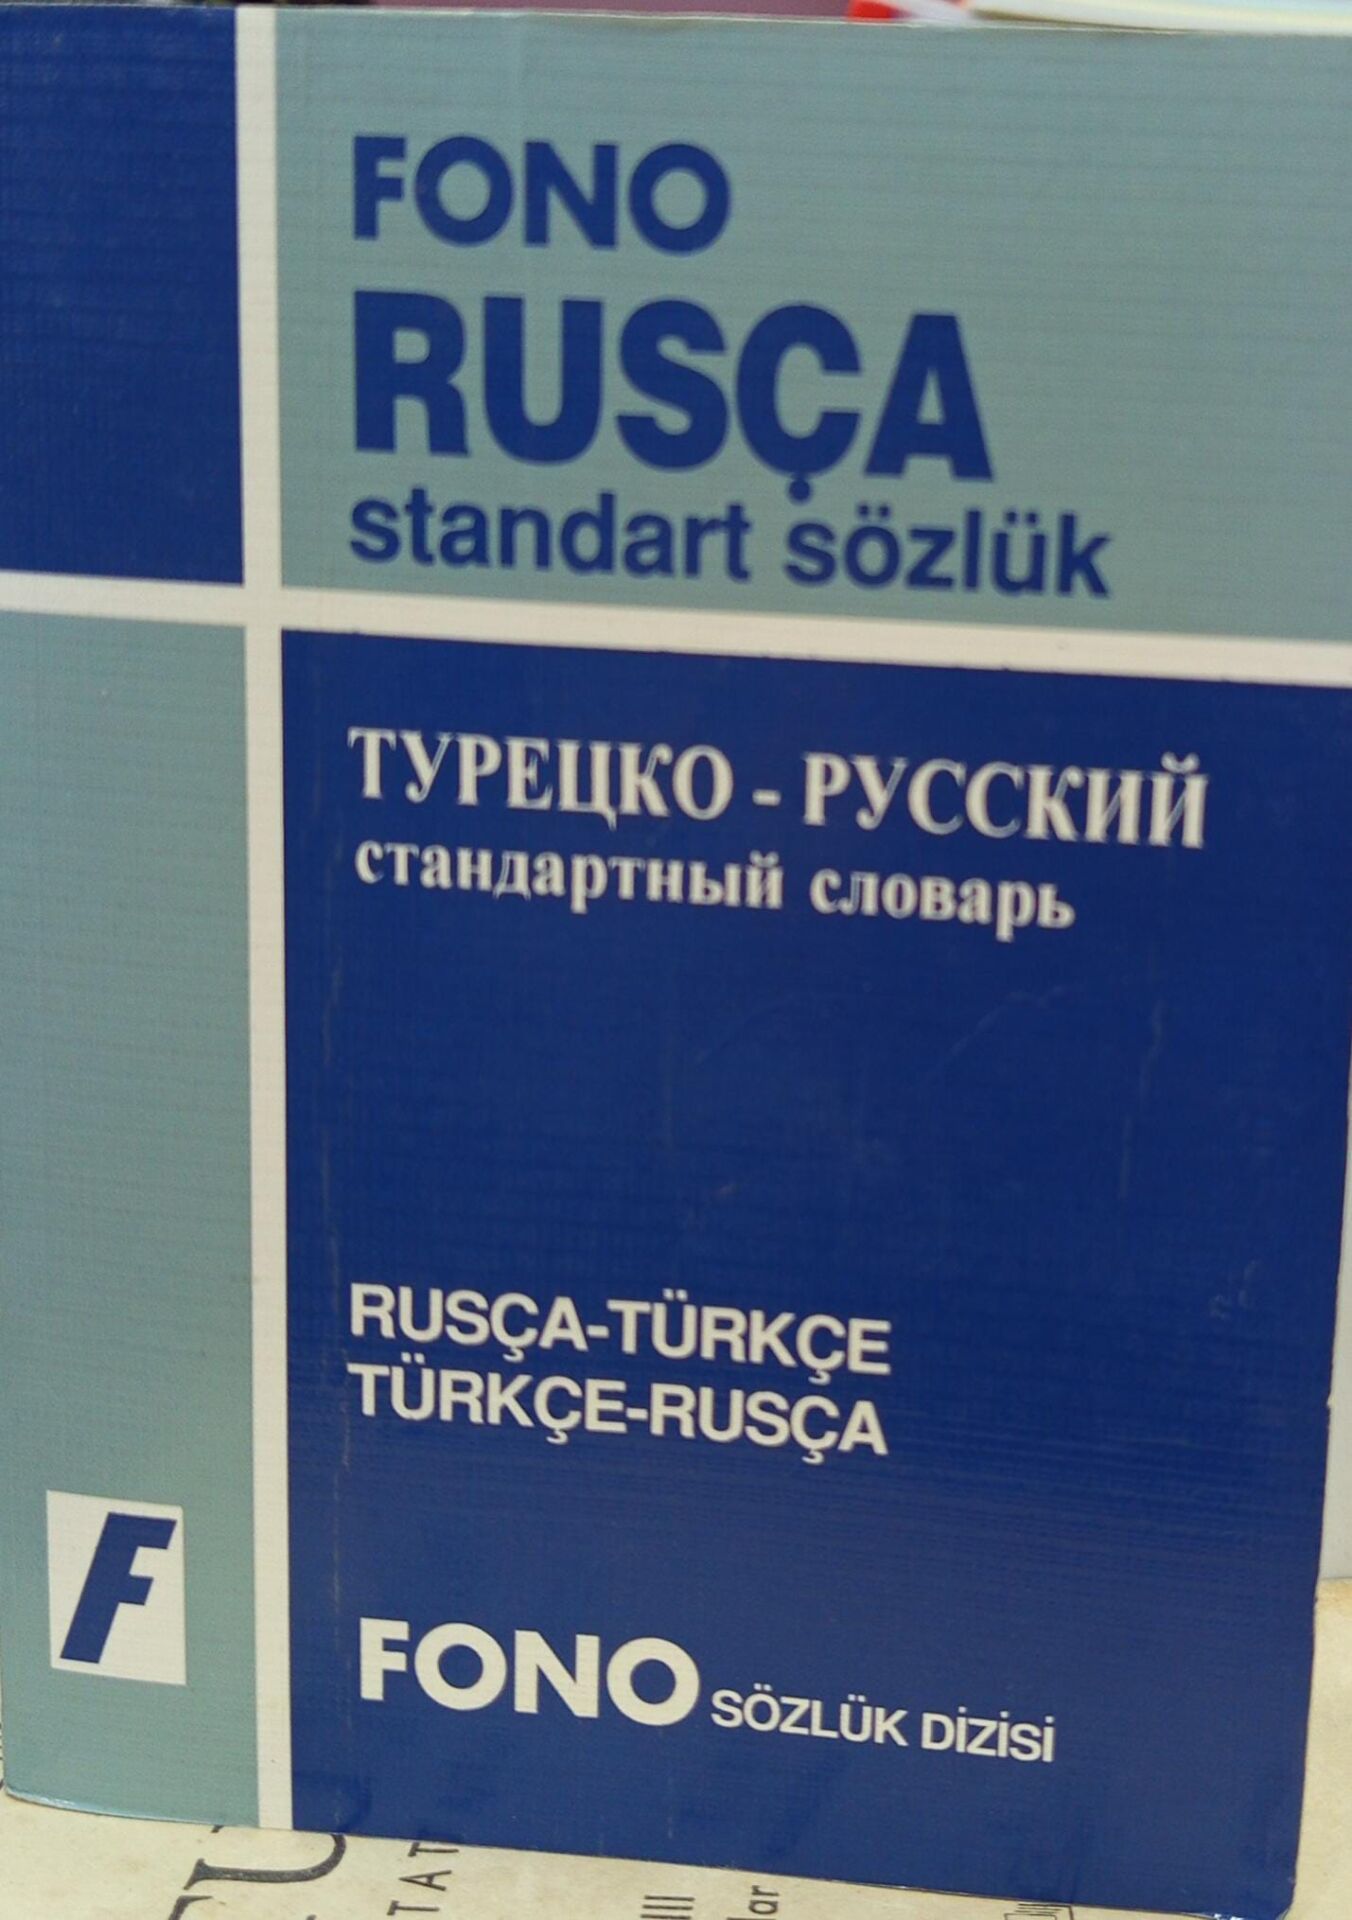 FONO
RUSÇA
standart sözlük
ТУРЕЦКО - РУССКИЙ
стандартный словарь
RUSÇA-TÜRKÇE
TÜRKÇE-RUSÇA
F
FONO SÖZLÜK DİZİSİ